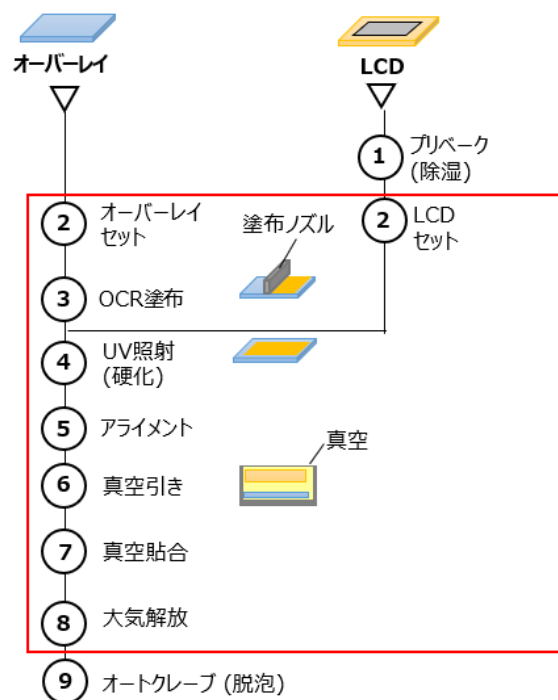 オーバーレイ
LCD
1
プリベーク
(除湿)
2
オーバーレイ
セット
塗布ノズル
2
LCD
セット
3
OCR塗布
4
UV照射
(硬化)
5
アライメント
真空
6
真空引き
7
真空貼合
8
大気解放
9
オートクレーブ (脱泡)